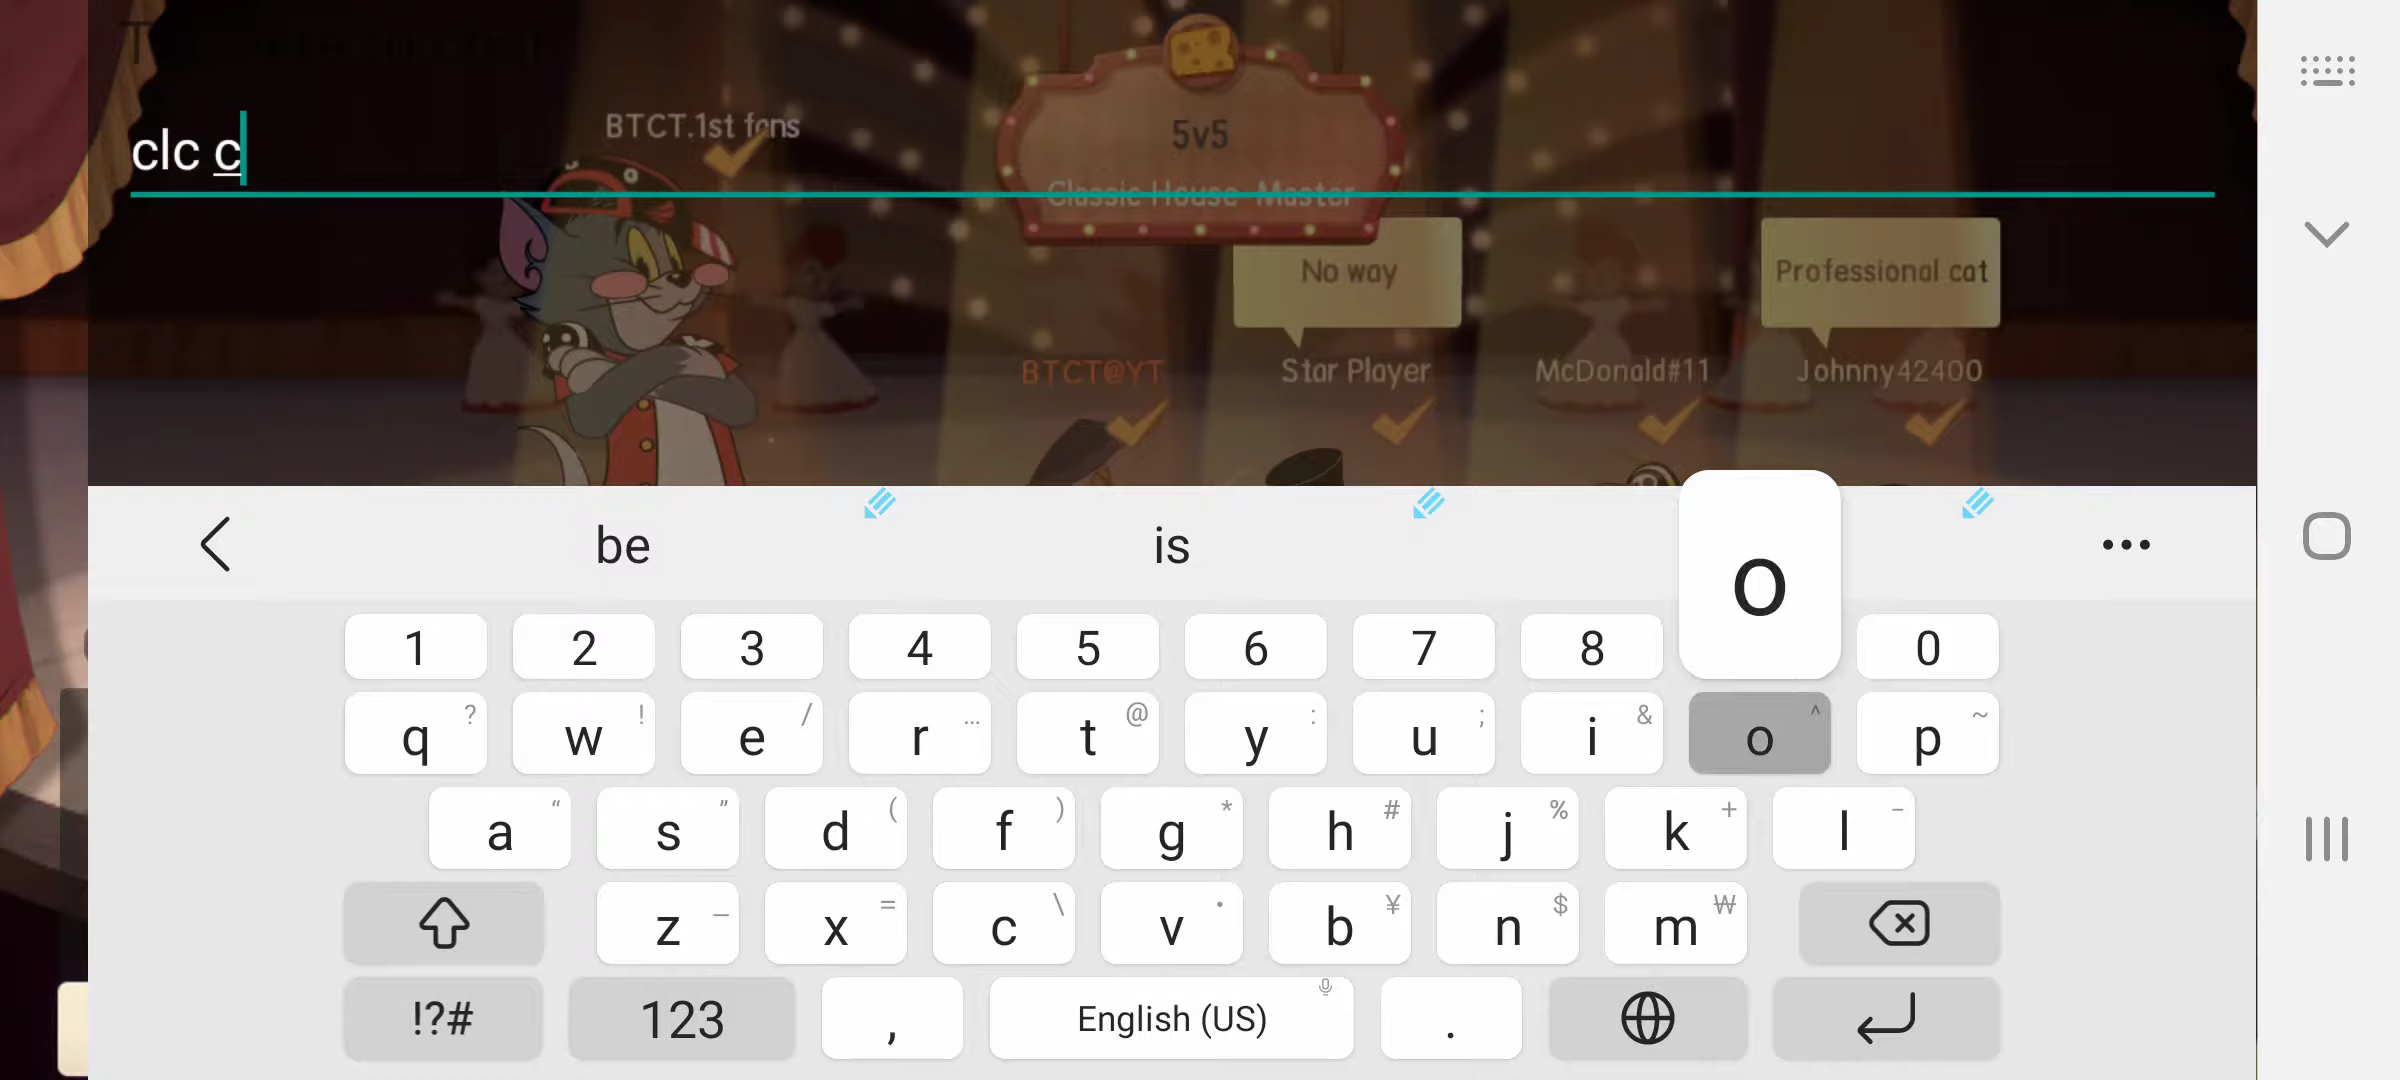 clc c
BTCT.1st fans
5v5
Classic House Master
No way
Professional cat
BTCT@YT
Star Player
McDonald#11
Johnny42400
be
is
o
1 2 3 4 5 6 7 8 0
q ? w ! e / r … t @ y : u ; i & o ^ p ~
a “ s ” d ( f ) g * h # j % k + l -
z _ x = c \ v • b ¥ n $ m ₩
!?# 123 , English (US) .